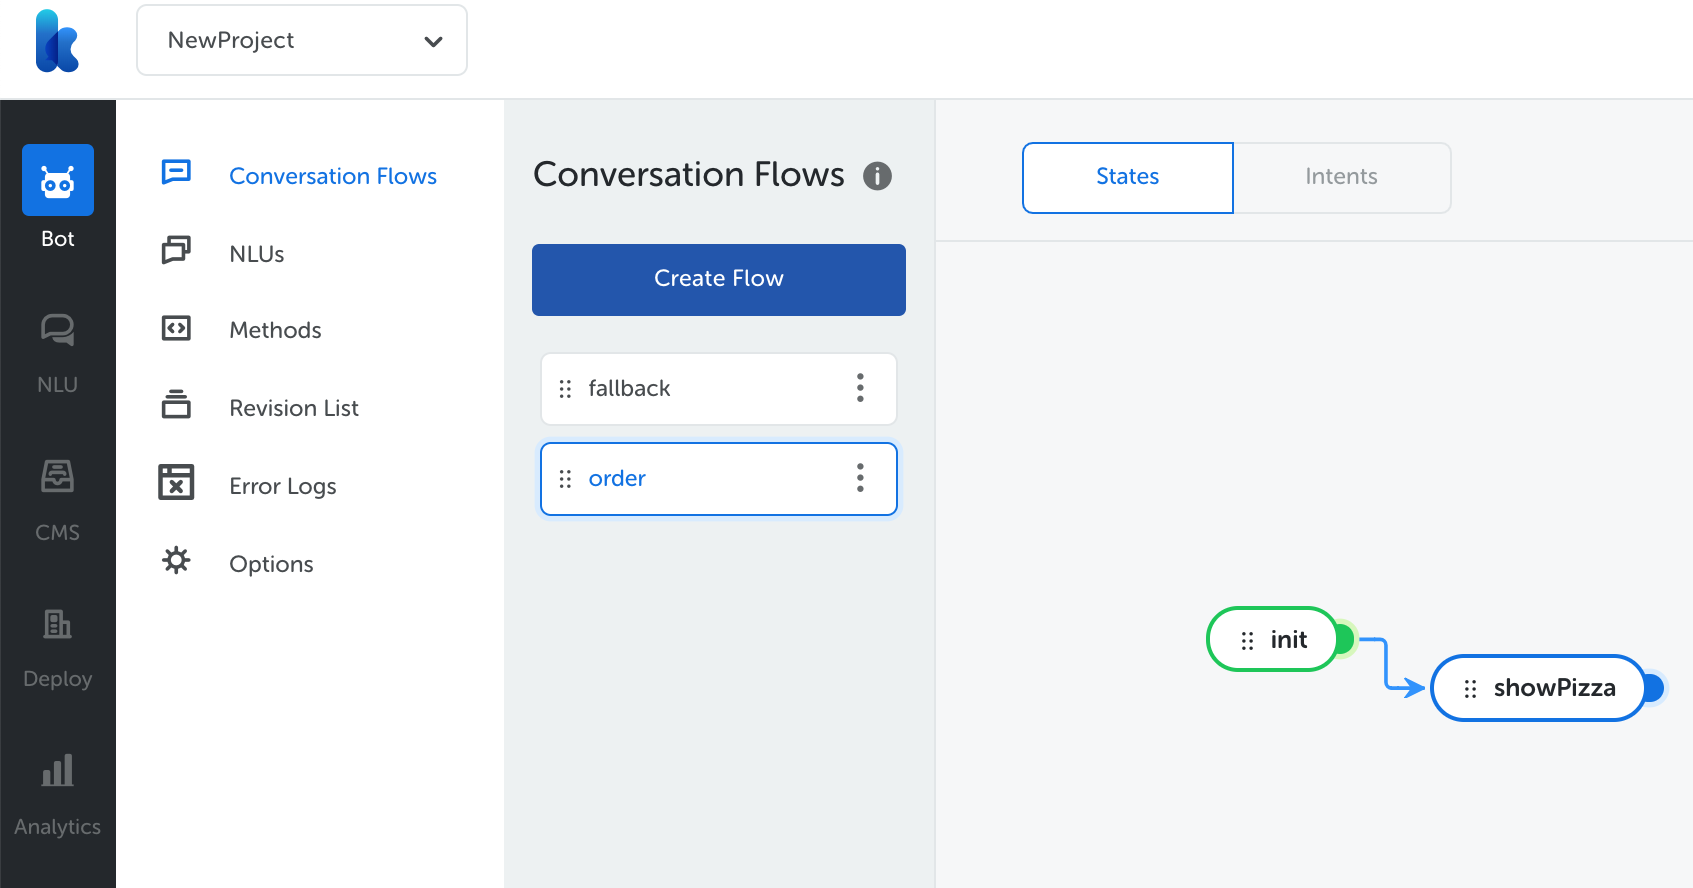 NewProject
Bot
NLU
CMS
Deploy
Analytics
Conversation Flows
NLUs
Methods
Revision List
Error Logs
Options
Conversation Flows
Create Flow
fallback
order
States
Intents
init
showPizza